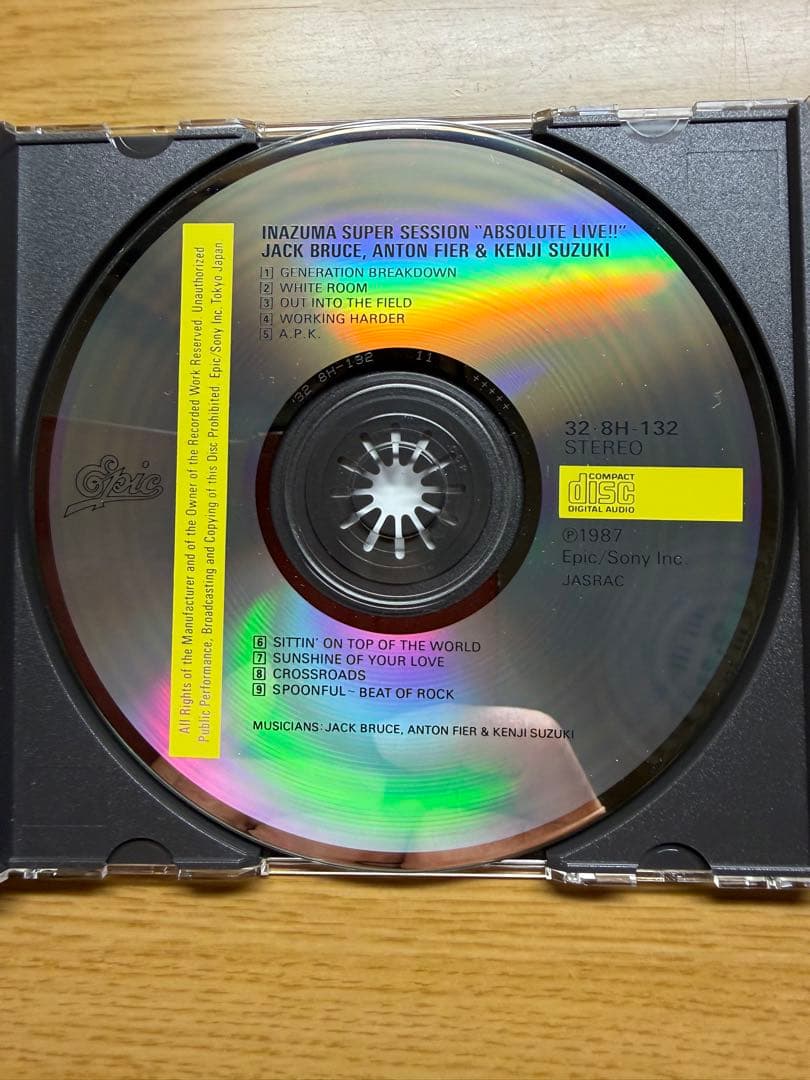 INAZUMA SUPER SESSION "ABSOLUTE LIVE!!"
JACK BRUCE, ANTON FIER & KENJI SUZUKI
1 GENERATION BREAKDOWN
2 WHITE ROOM
3 OUT INTO THE FIELD
4 WORKING HARDER
5 A.P.K.
32 8H-132 11 +++++
32·8H-132
STEREO
COMPACT
disc
DIGITAL AUDIO
Ⓟ1987
Epic/Sony Inc.
JASRAC
Epic
All Rights of the Manufacturer and of the Owner of the Recorded Work Reserved. Unauthorized
Public Performance, Broadcasting and Copying of this Disc Prohibited. Epic/Sony Inc. Tokyo Japan
6 SITTIN' ON TOP OF THE WORLD
7 SUNSHINE OF YOUR LOVE
8 CROSSROADS
9 SPOONFUL~BEAT OF ROCK
MUSICIANS: JACK BRUCE, ANTON FIER & KENJI SUZUKI